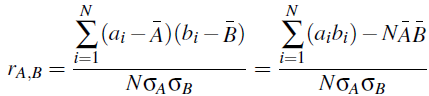 r_{A,B} = \frac{\sum_{i=1}^{N} (a_i - \bar{A})(b_i - \bar{B})}{N\sigma_A\sigma_B} = \frac{\sum_{i=1}^{N} (a_i b_i) - N\bar{A}\bar{B}}{N\sigma_A\sigma_B}